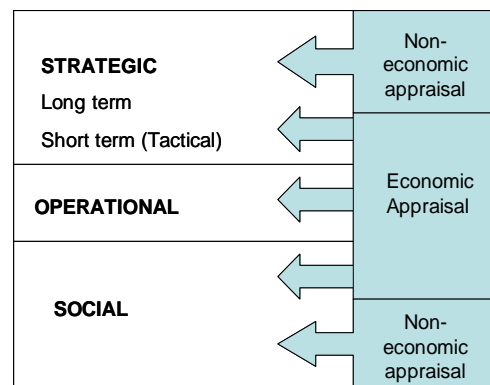 STRATEGIC
Long term
Short term (Tactical)
OPERATIONAL
SOCIAL
Non-
economic
appraisal
Economic
Appraisal
Non-
economic
appraisal